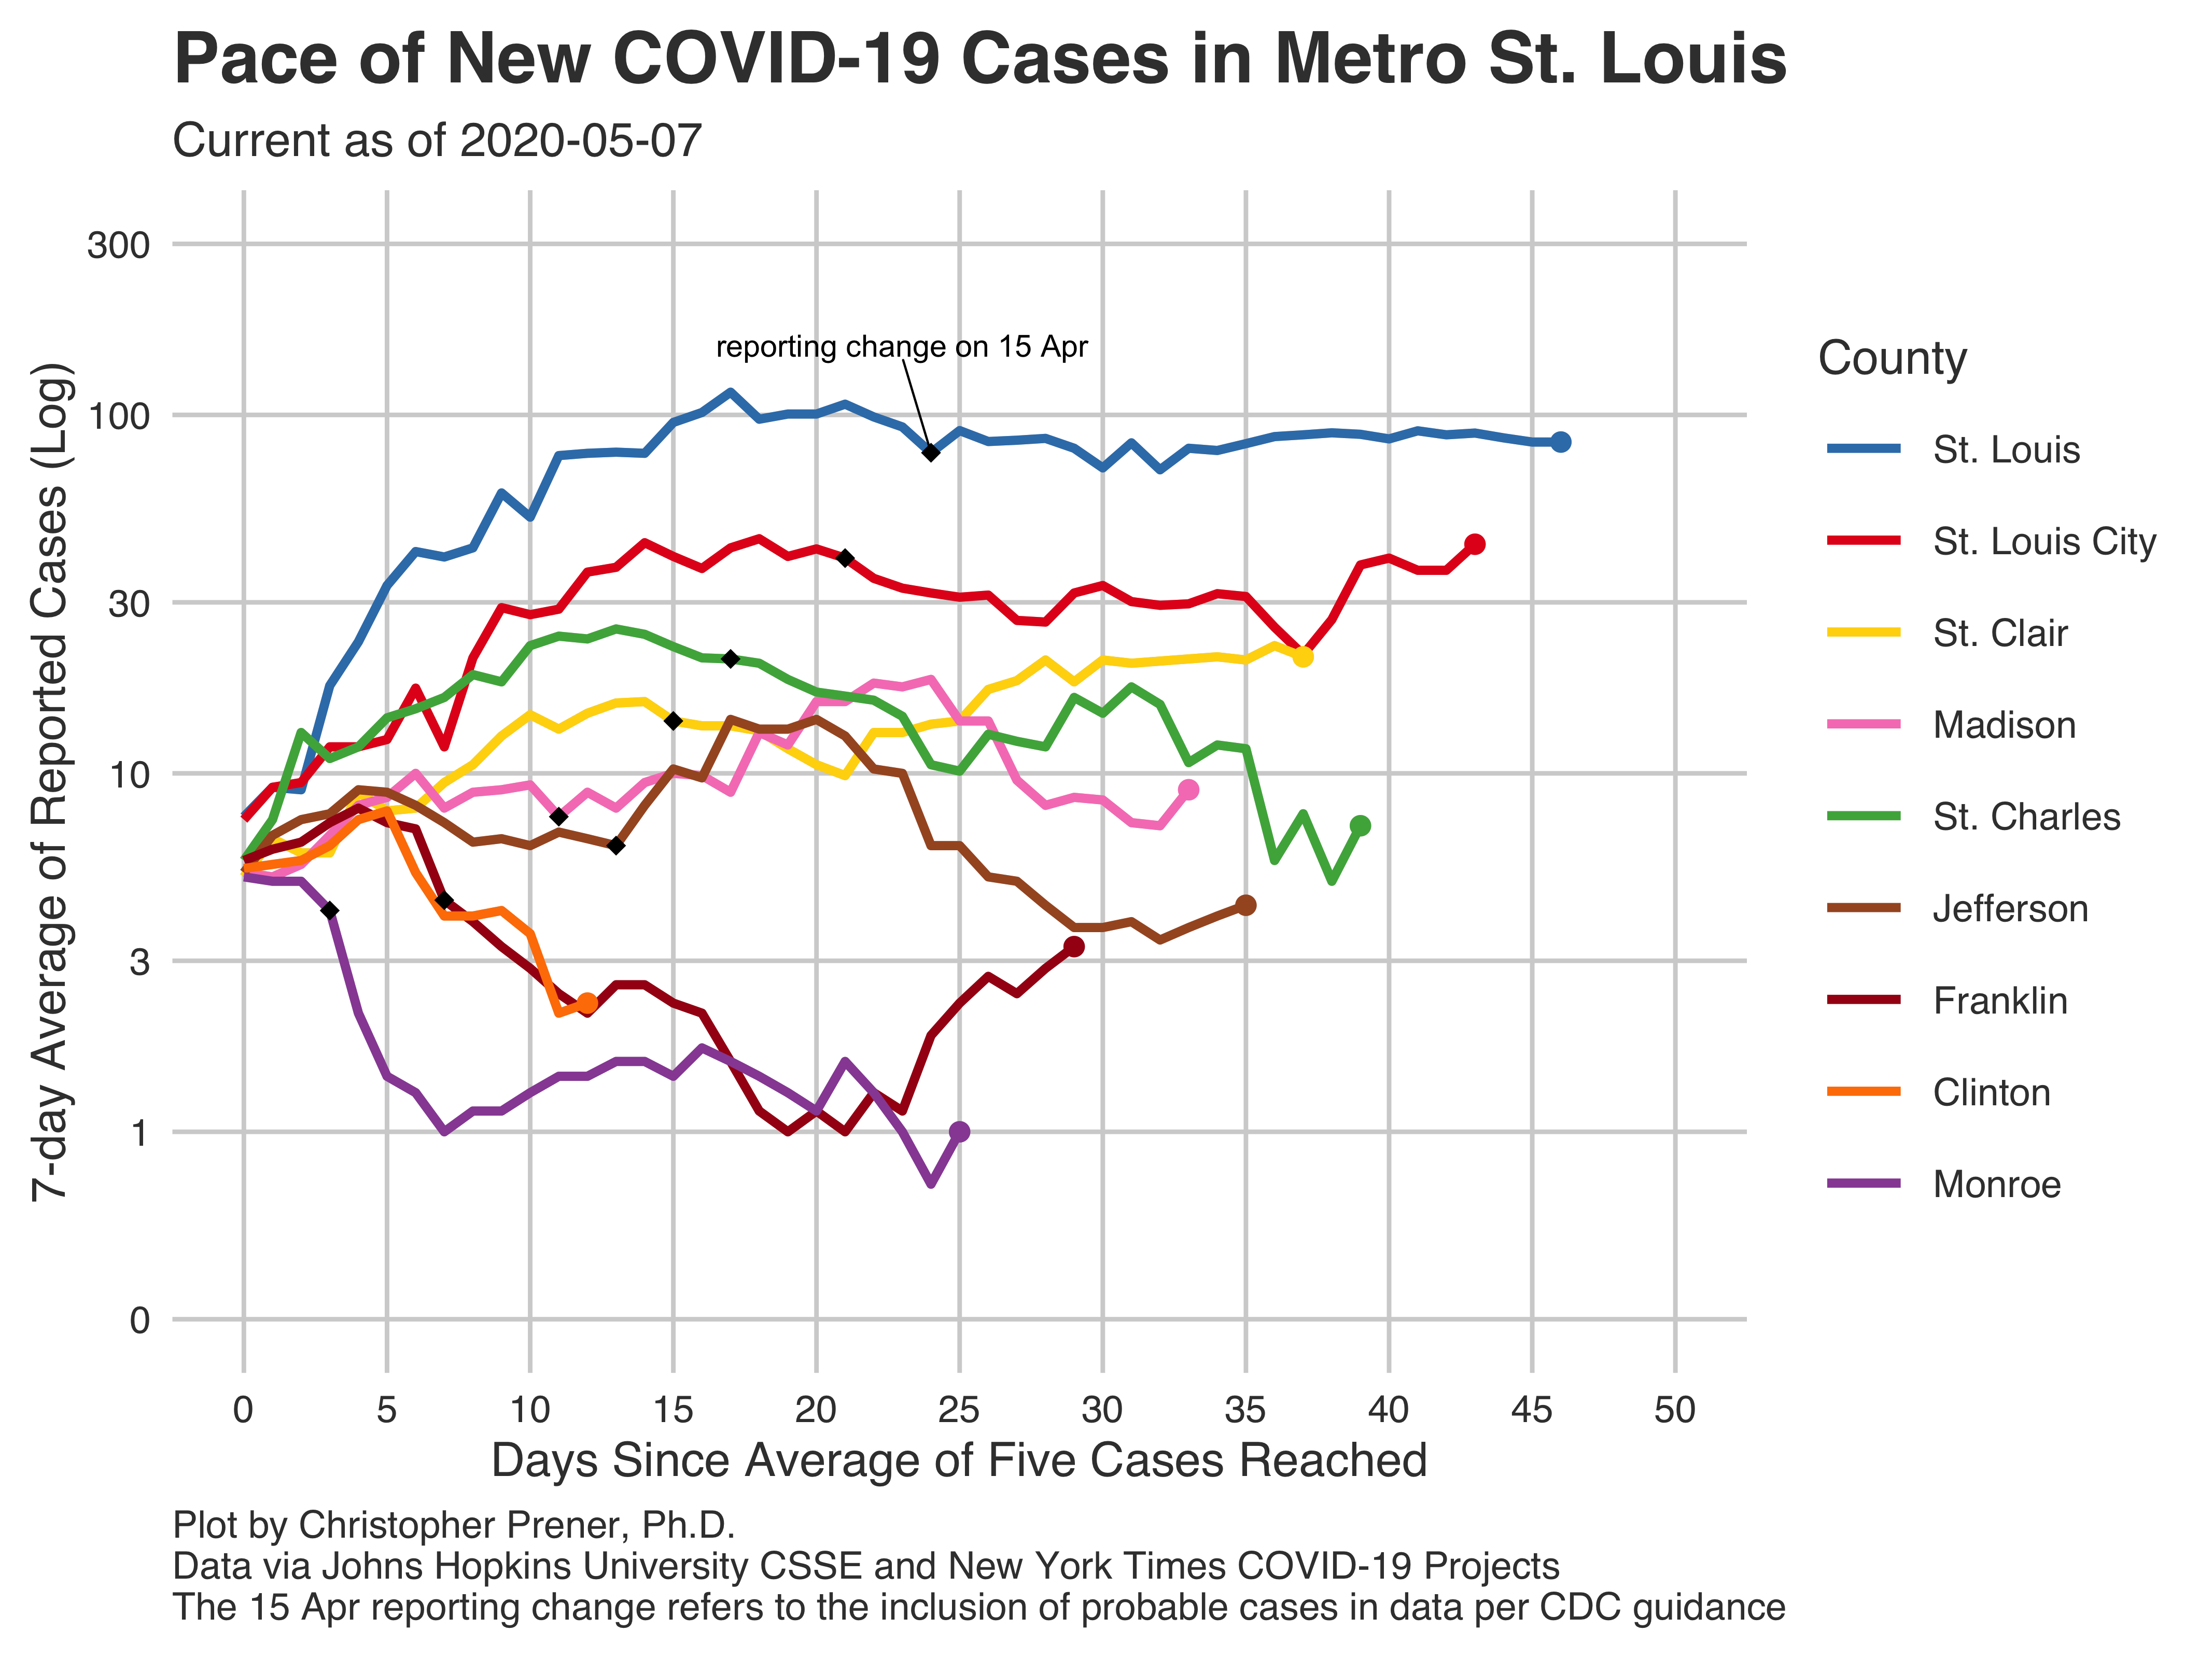 Pace of New COVID-19 Cases in Metro St. Louis
Current as of 2020-05-07
7-day Average of Reported Cases (Log)
300
100
30
10
3
1
0
reporting change on 15 Apr
0 5 10 15 20 25 30 35 40 45 50
Days Since Average of Five Cases Reached
County
St. Louis
St. Louis City
St. Clair
Madison
St. Charles
Jefferson
Franklin
Clinton
Monroe
Plot by Christopher Prener, Ph.D.
Data via Johns Hopkins University CSSE and New York Times COVID-19 Projects
The 15 Apr reporting change refers to the inclusion of probable cases in data per CDC guidance